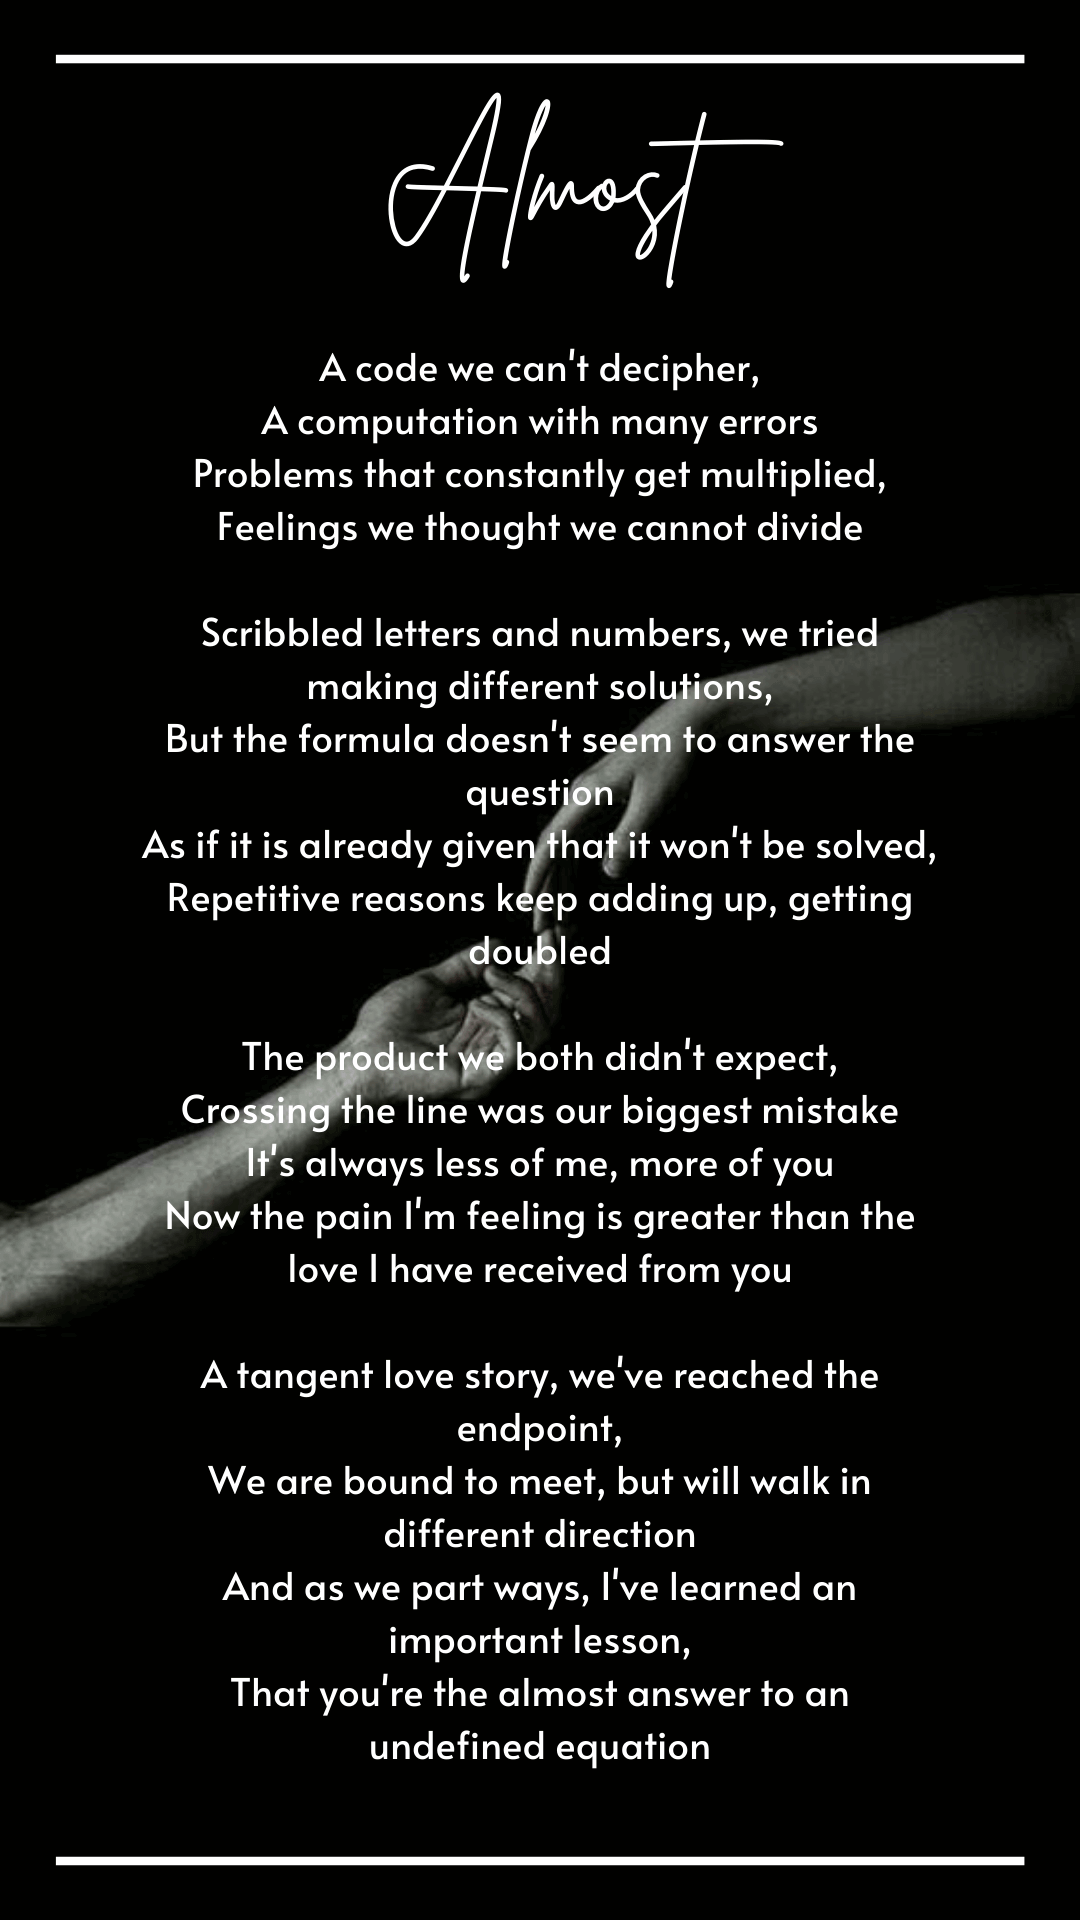 Almost
A code we can't decipher,
A computation with many errors
Problems that constantly get multiplied,
Feelings we thought we cannot divide
Scribbled letters and numbers, we tried
making different solutions,
But the formula doesn't seem to answer the
question
As if it is already given that it won't be solved,
Repetitive reasons keep adding up, getting
doubled
The product we both didn't expect,
Crossing the line was our biggest mistake
It's always less of me, more of you
Now the pain I'm feeling is greater than the
love I have received from you
A tangent love story, we've reached the
endpoint,
We are bound to meet, but will walk in
different direction
And as we part ways, I've learned an
important lesson,
That you're the almost answer to an
undefined equation